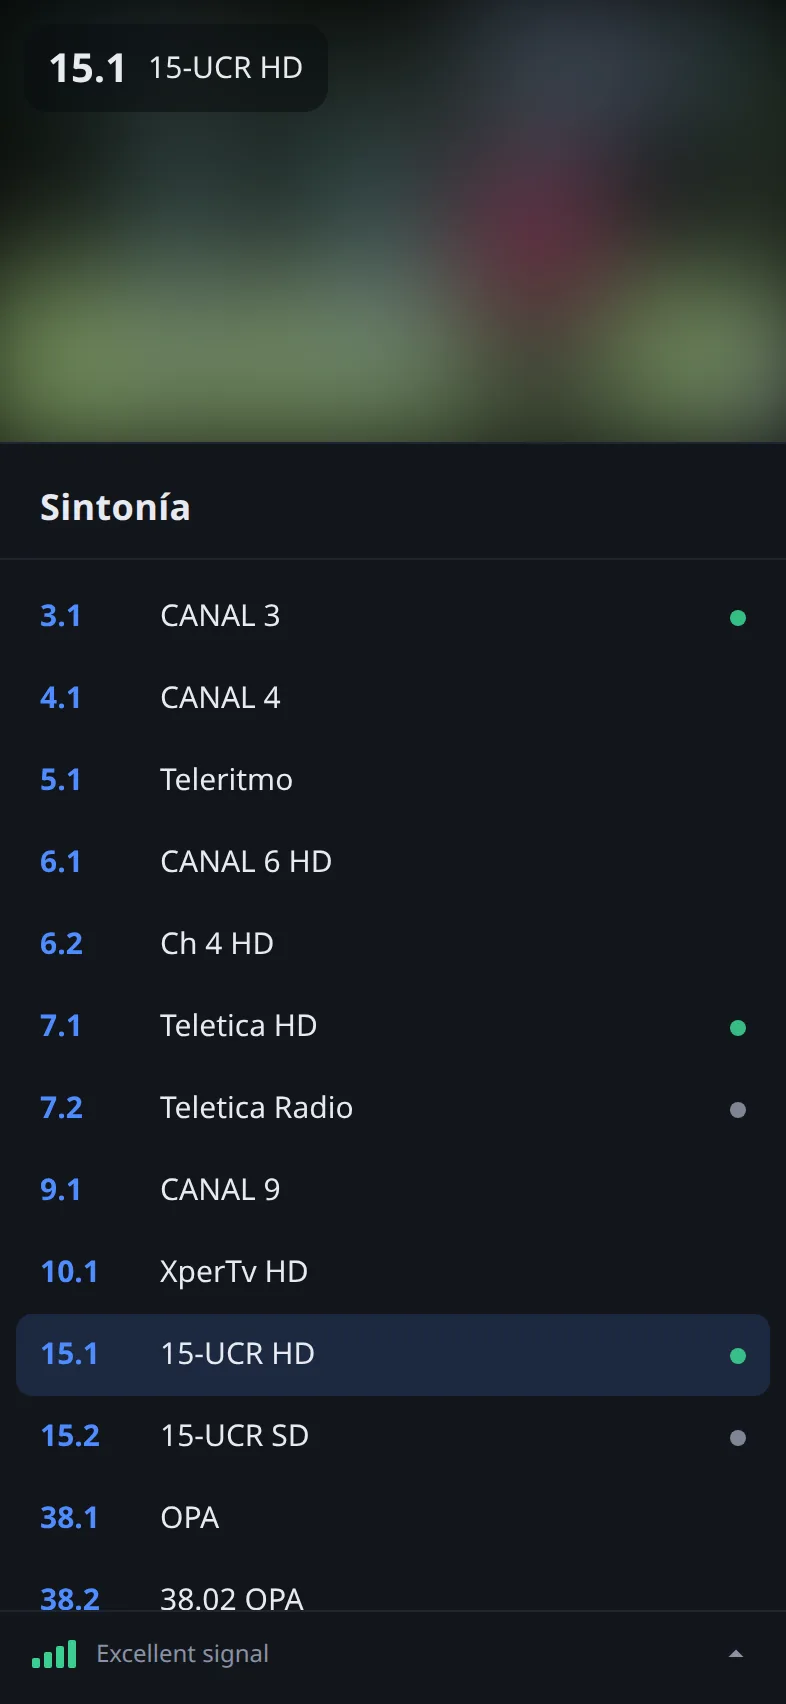 15.1 15-UCR HD
Sintonía
3.1 CANAL 3
4.1 CANAL 4
5.1 Teleritmo
6.1 CANAL 6 HD
6.2 Ch 4 HD
7.1 Teletica HD
7.2 Teletica Radio
9.1 CANAL 9
10.1 XperTv HD
15.1 15-UCR HD
15.2 15-UCR SD
38.1 OPA
38.2 38.02 OPA
Excellent signal